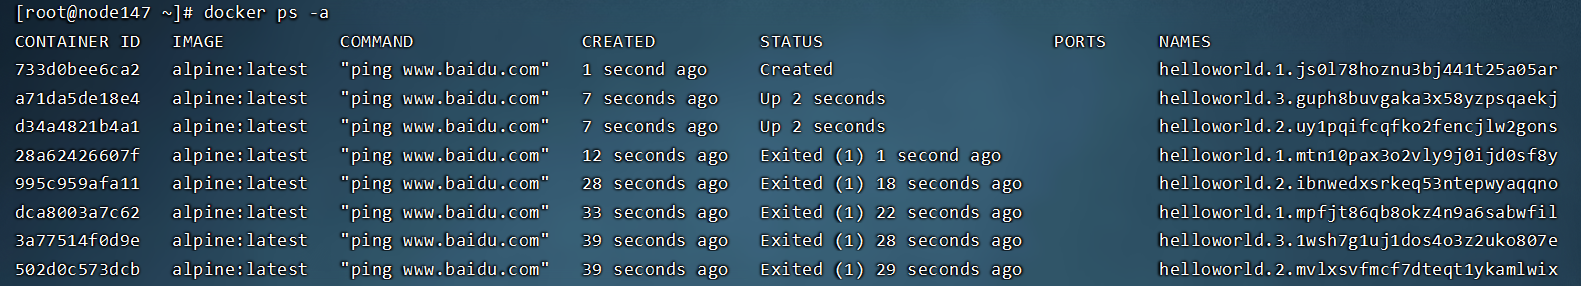 [root@node147 ~]# docker ps -a
CONTAINER ID   IMAGE           COMMAND                CREATED          STATUS                      PORTS     NAMES
733d0bee6ca2   alpine:latest   "ping www.baidu.com"   1 second ago     Created                               helloworld.1.js0l78hoznu3bj441t25a05ar
a71da5de18e4   alpine:latest   "ping www.baidu.com"   7 seconds ago    Up 2 seconds                          helloworld.3.guph8buvgaka3x58yzpsqaekj
d34a4821b4a1   alpine:latest   "ping www.baidu.com"   7 seconds ago    Up 2 seconds                          helloworld.2.uy1pqifcqfko2fencjlw2gons
28a62426607f   alpine:latest   "ping www.baidu.com"   12 seconds ago   Exited (1) 1 second ago               helloworld.1.mtn10pax3o2vly9j0ijd0sf8y
995c959afa11   alpine:latest   "ping www.baidu.com"   28 seconds ago   Exited (1) 18 seconds ago             helloworld.2.ibnwedxsrkeq53ntepwyaqqno
dca8003a7c62   alpine:latest   "ping www.baidu.com"   33 seconds ago   Exited (1) 22 seconds ago             helloworld.1.mpfjt86qb8okz4n9a6sabwfil
3a77514f0d9e   alpine:latest   "ping www.baidu.com"   39 seconds ago   Exited (1) 28 seconds ago             helloworld.3.1wsh7g1uj1dos4o3z2uko807e
502d0c573dcb   alpine:latest   "ping www.baidu.com"   39 seconds ago   Exited (1) 29 seconds ago             helloworld.2.mvlxsvfmcf7dteqt1ykamlwix